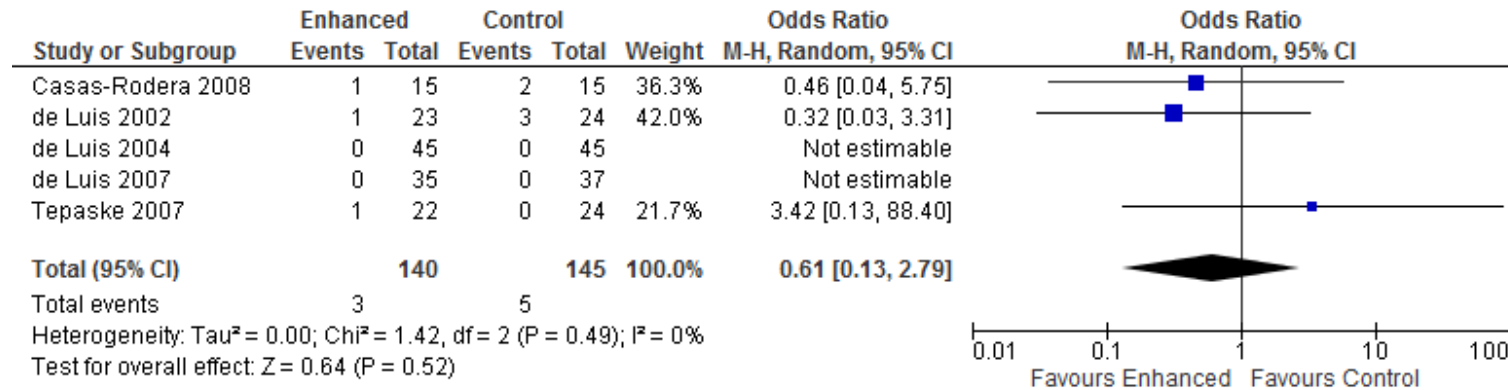 Enhanced Control Odds Ratio Odds Ratio
Study or Subgroup Events Total Events Total Weight M-H, Random, 95% CI M-H, Random, 95% CI
Casas-Rodera 2008 1 15 2 15 36.3% 0.46 [0.04, 5.75]
de Luis 2002 1 23 3 24 42.0% 0.32 [0.03, 3.31]
de Luis 2004 0 45 0 45 Not estimable
de Luis 2007 0 35 0 37 Not estimable
Tepaske 2007 1 22 0 24 21.7% 3.42 [0.13, 88.40]
Total (95% CI) 140 145 100.0% 0.61 [0.13, 2.79]
Total events 3 5
Heterogeneity: Tau² = 0.00; Chi² = 1.42, df = 2 (P = 0.49); I² = 0%
Test for overall effect: Z = 0.64 (P = 0.52)
0.01 0.1 1 10 100
Favours Enhanced Favours Control